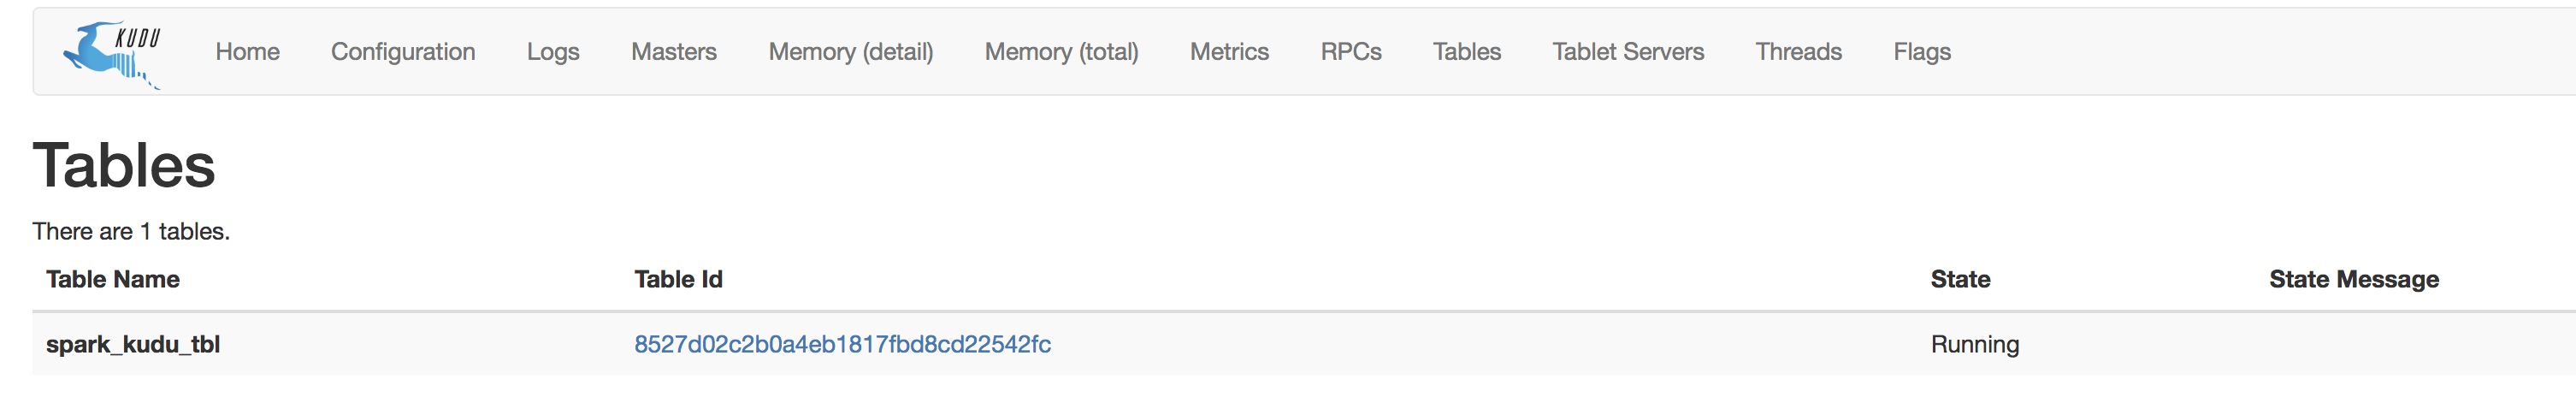 KUDU Home Configuration Logs Masters Memory (detail) Memory (total) Metrics RPCs Tables Tablet Servers Threads Flags
Tables
There are 1 tables.
Table Name Table Id State State Message
spark_kudu_tbl 8527d02c2b0a4eb1817fbd8cd22542fc Running